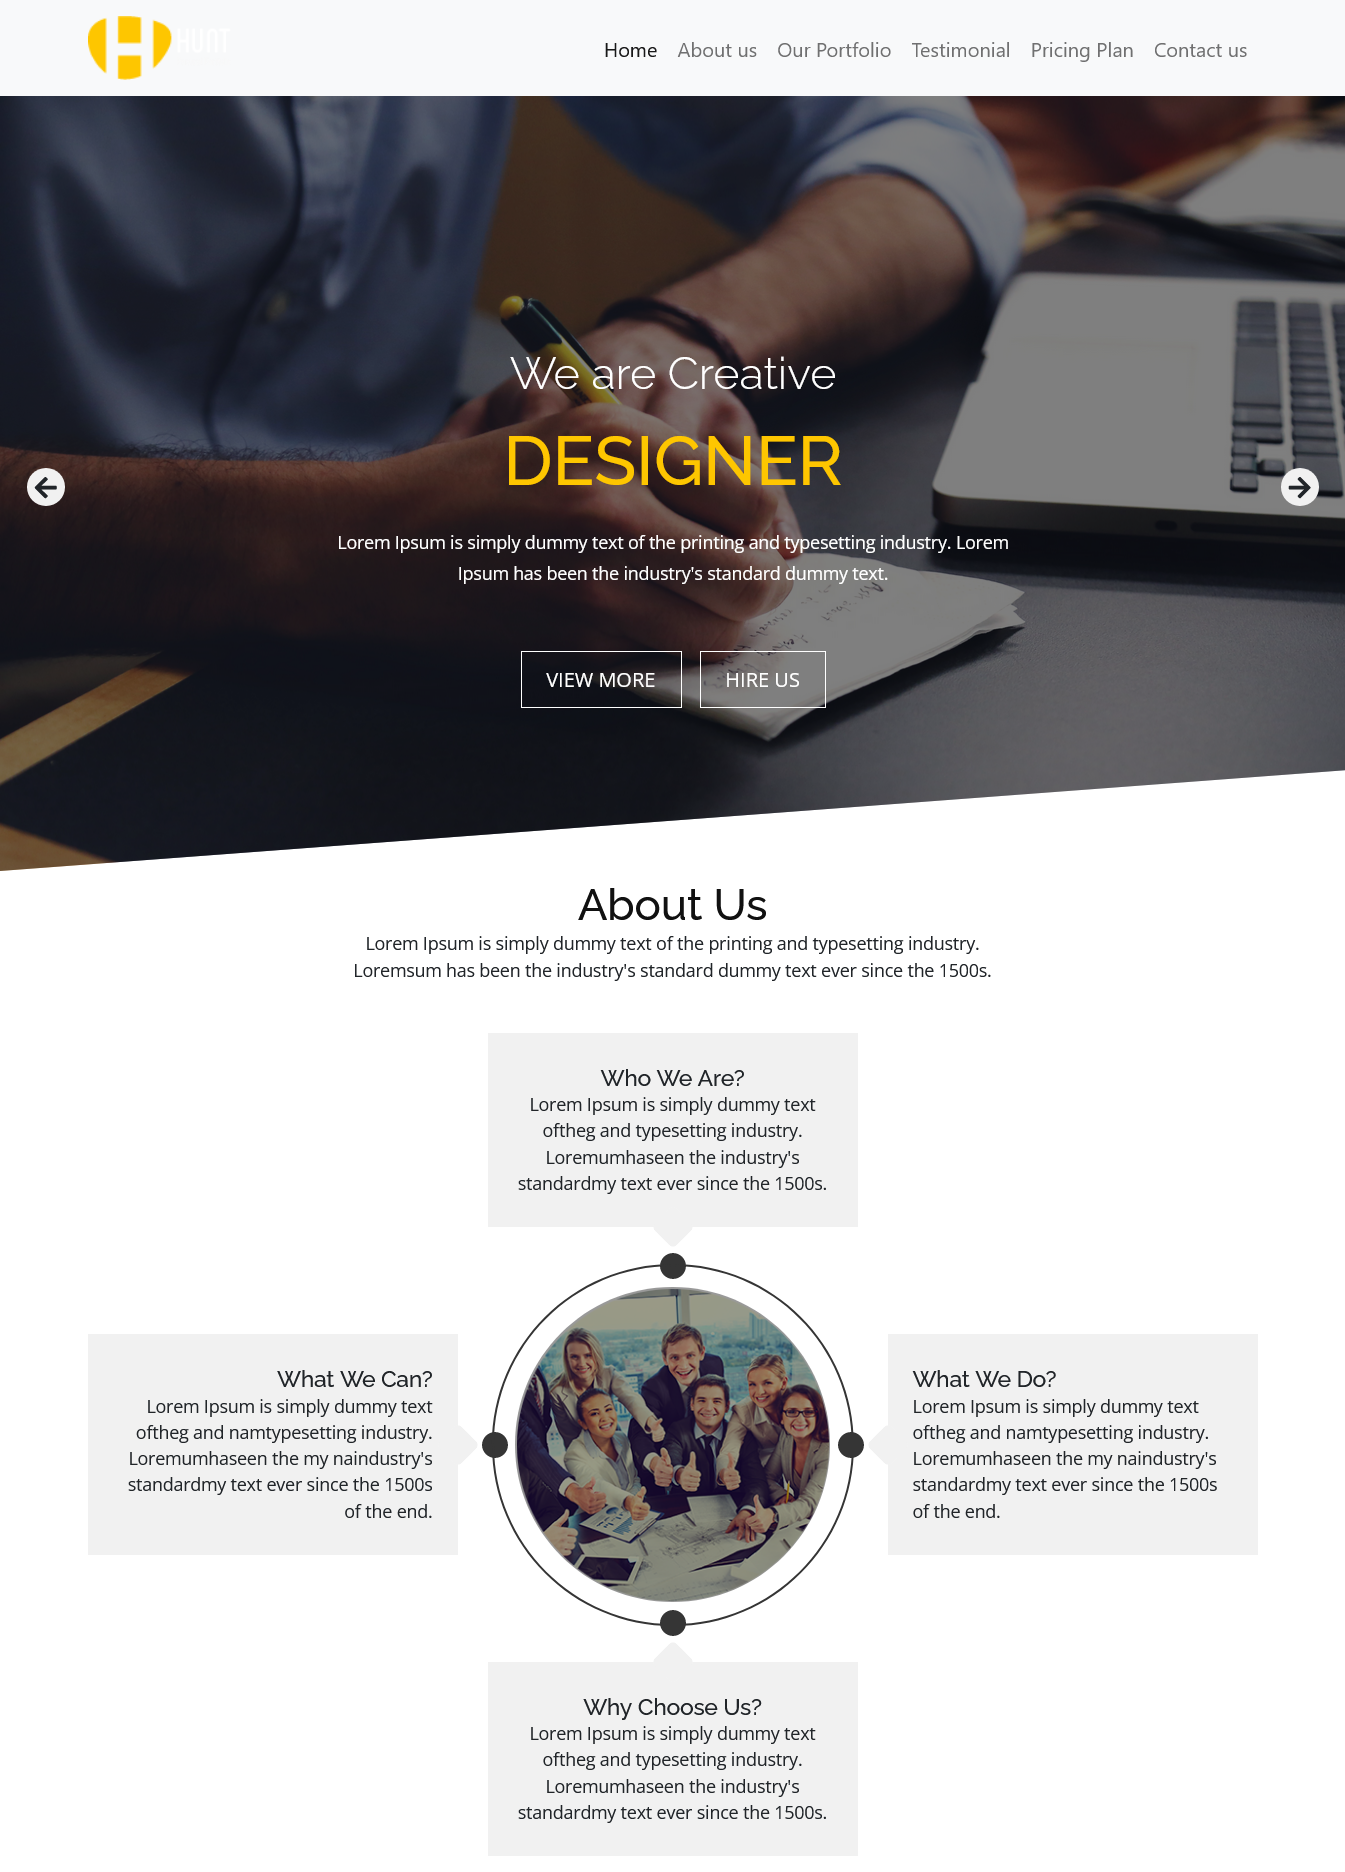 HUNT
Home About us Our Portfolio Testimonial Pricing Plan Contact us
We are Creative
DESIGNER
Lorem Ipsum is simply dummy text of the printing and typesetting industry. Lorem
Ipsum has been the industry's standard dummy text.
VIEW MORE HIRE US
About Us
Lorem Ipsum is simply dummy text of the printing and typesetting industry.
Loremsum has been the industry's standard dummy text ever since the 1500s.
Who We Are?
Lorem Ipsum is simply dummy text
oftheg and typesetting industry.
Loremumhaseen the industry's
standardmy text ever since the 1500s.
What We Can?
Lorem Ipsum is simply dummy text
oftheg and namtypesetting industry.
Loremumhaseen the my naindustry's
standardmy text ever since the 1500s
of the end.
What We Do?
Lorem Ipsum is simply dummy text
oftheg and namtypesetting industry.
Loremumhaseen the my naindustry's
standardmy text ever since the 1500s
of the end.
Why Choose Us?
Lorem Ipsum is simply dummy text
oftheg and typesetting industry.
Loremumhaseen the industry's
standardmy text ever since the 1500s.